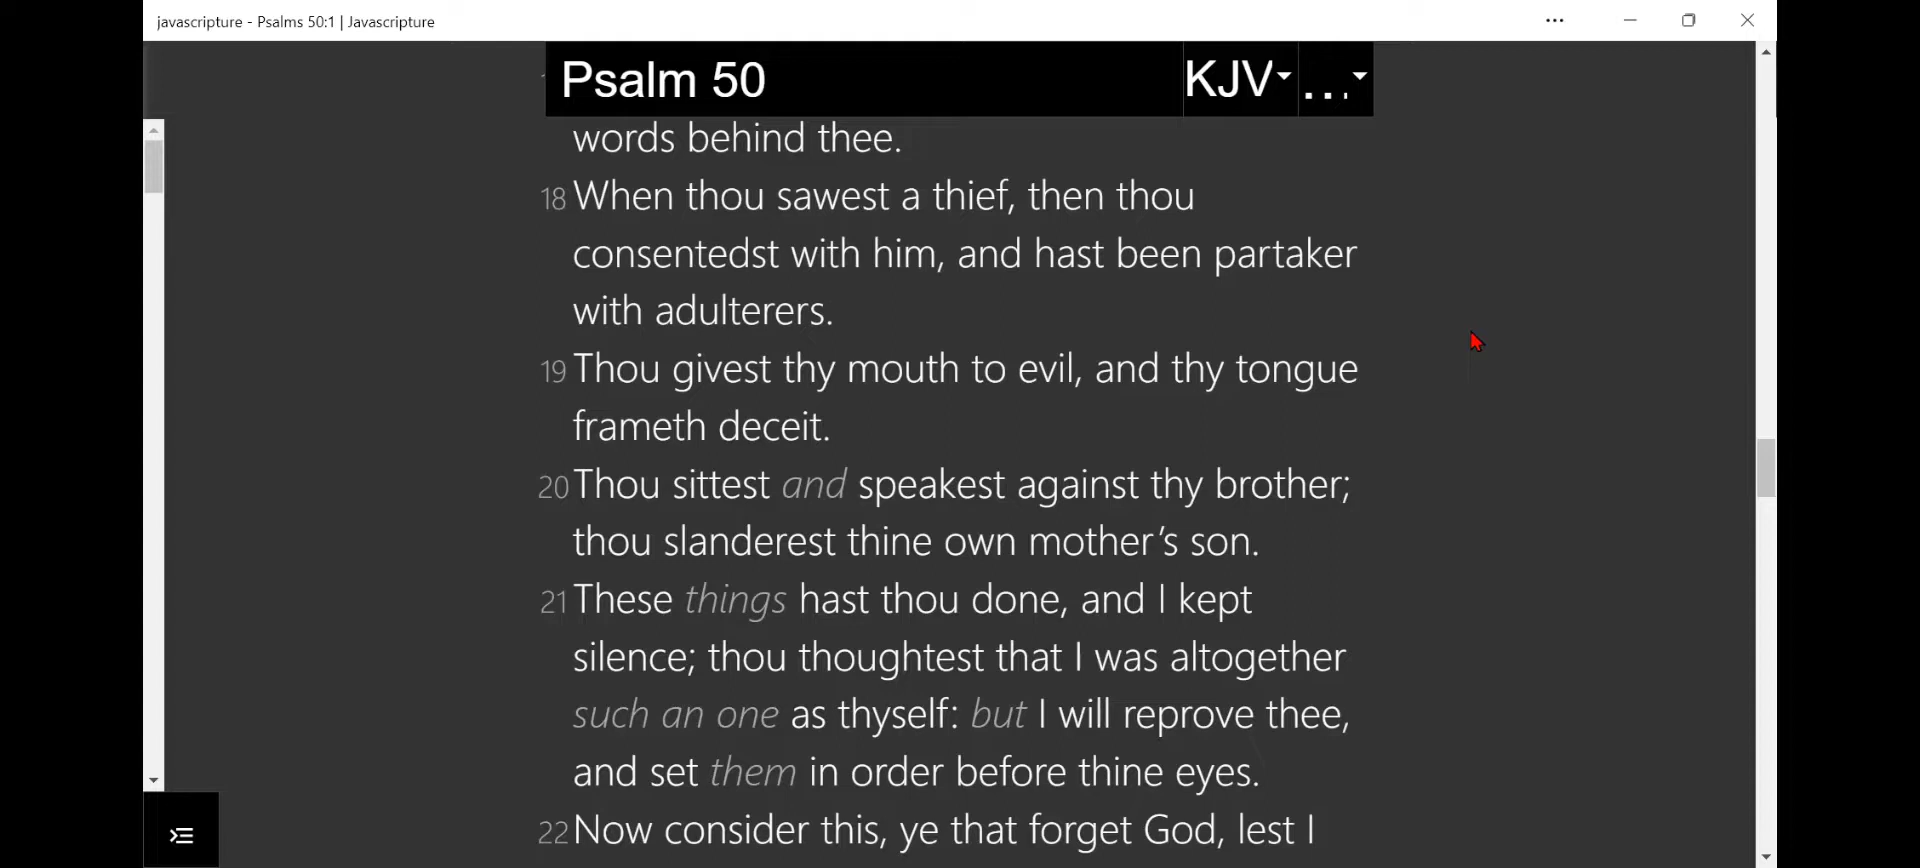 javascripture - Psalms 50:1 | Javascripture
Psalm 50 KJV ...
words behind thee.
18 When thou sawest a thief, then thou
consentedst with him, and hast been partaker
with adulterers.
19 Thou givest thy mouth to evil, and thy tongue
frameth deceit.
20 Thou sittest and speakest against thy brother;
thou slanderest thine own mother's son.
21 These things hast thou done, and I kept
silence; thou thoughtest that I was altogether
such an one as thyself: but I will reprove thee,
and set them in order before thine eyes.
22 Now consider this, ye that forget God, lest I